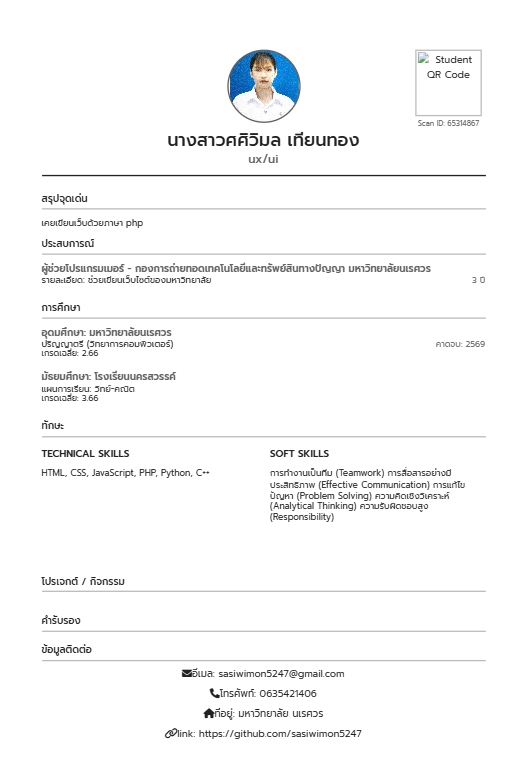 Student
QR Code
Scan ID: 65314867
นางสาวศศิวิมล เทียนทอง
ux/ui
สรุปจุดเด่น
เคยเขียนเว็บด้วยภาษา php
ประสบการณ์
ผู้ช่วยโปรแกรมเมอร์ - กองการถ่ายทอดเทคโนโลยีและทรัพย์สินทางปัญญา มหาวิทยาลัยนเรศวร
รายละเอียด: ช่วยเขียนเว็บไซต์ของมหาวิทยาลัย 3 ปี
การศึกษา
อุดมศึกษา: มหาวิทยาลัยนเรศวร
ปริญญาตรี (วิทยาการคอมพิวเตอร์) คาดจบ: 2569
เกรดเฉลี่ย: 2.66
มัธยมศึกษา: โรงเรียนนครสวรรค์
แผนการเรียน: วิทย์-คณิต
เกรดเฉลี่ย: 3.66
ทักษะ
TECHNICAL SKILLS
HTML, CSS, JavaScript, PHP, Python, C++
SOFT SKILLS
การทำงานเป็นทีม (Teamwork) การสื่อสารอย่างมี
ประสิทธิภาพ (Effective Communication) การแก้ไข
ปัญหา (Problem Solving) ความคิดเชิงวิเคราะห์
(Analytical Thinking) ความรับผิดชอบสูง
(Responsibility)
โปรเจกต์ / กิจกรรม
คำรับรอง
ข้อมูลติดต่อ
อีเมล: sasiwimon5247@gmail.com
โทรศัพท์: 0635421406
ที่อยู่: มหาวิทยาลัย นเรศวร
link: https://github.com/sasiwimon5247